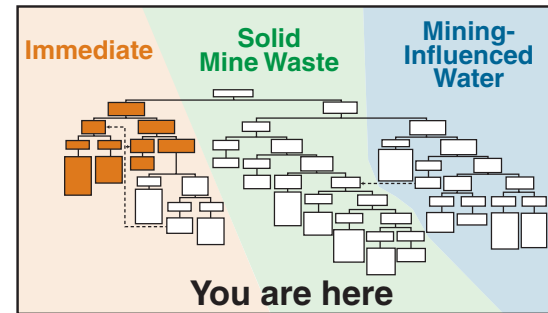 Immediate
Solid
Mine Waste
Mining-
Influenced
Water
You are here